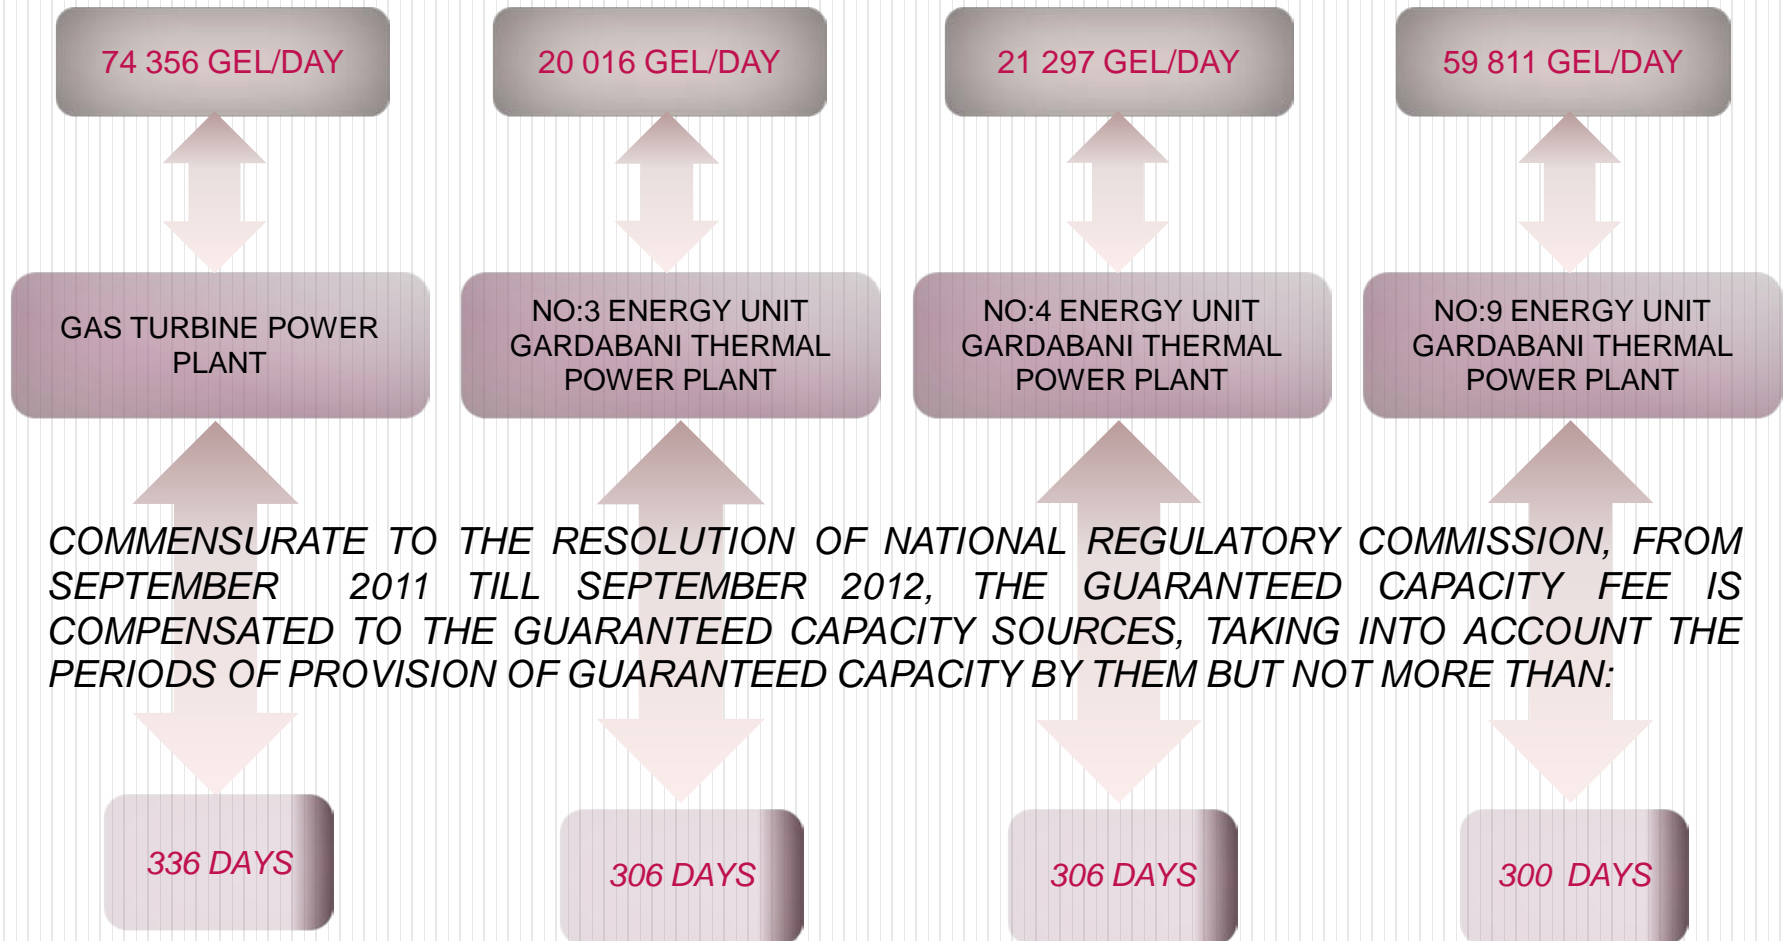 74 356 GEL/DAY
20 016 GEL/DAY
21 297 GEL/DAY
59 811 GEL/DAY
GAS TURBINE POWER
PLANT
NO:3 ENERGY UNIT
GARDABANI THERMAL
POWER PLANT
NO:4 ENERGY UNIT
GARDABANI THERMAL
POWER PLANT
NO:9 ENERGY UNIT
GARDABANI THERMAL
POWER PLANT
COMMENSURATE TO THE RESOLUTION OF NATIONAL REGULATORY COMMISSION, FROM
SEPTEMBER 2011 TILL SEPTEMBER 2012, THE GUARANTEED CAPACITY FEE IS
COMPENSATED TO THE GUARANTEED CAPACITY SOURCES, TAKING INTO ACCOUNT THE
PERIODS OF PROVISION OF GUARANTEED CAPACITY BY THEM BUT NOT MORE THAN:
336 DAYS
306 DAYS
306 DAYS
300 DAYS